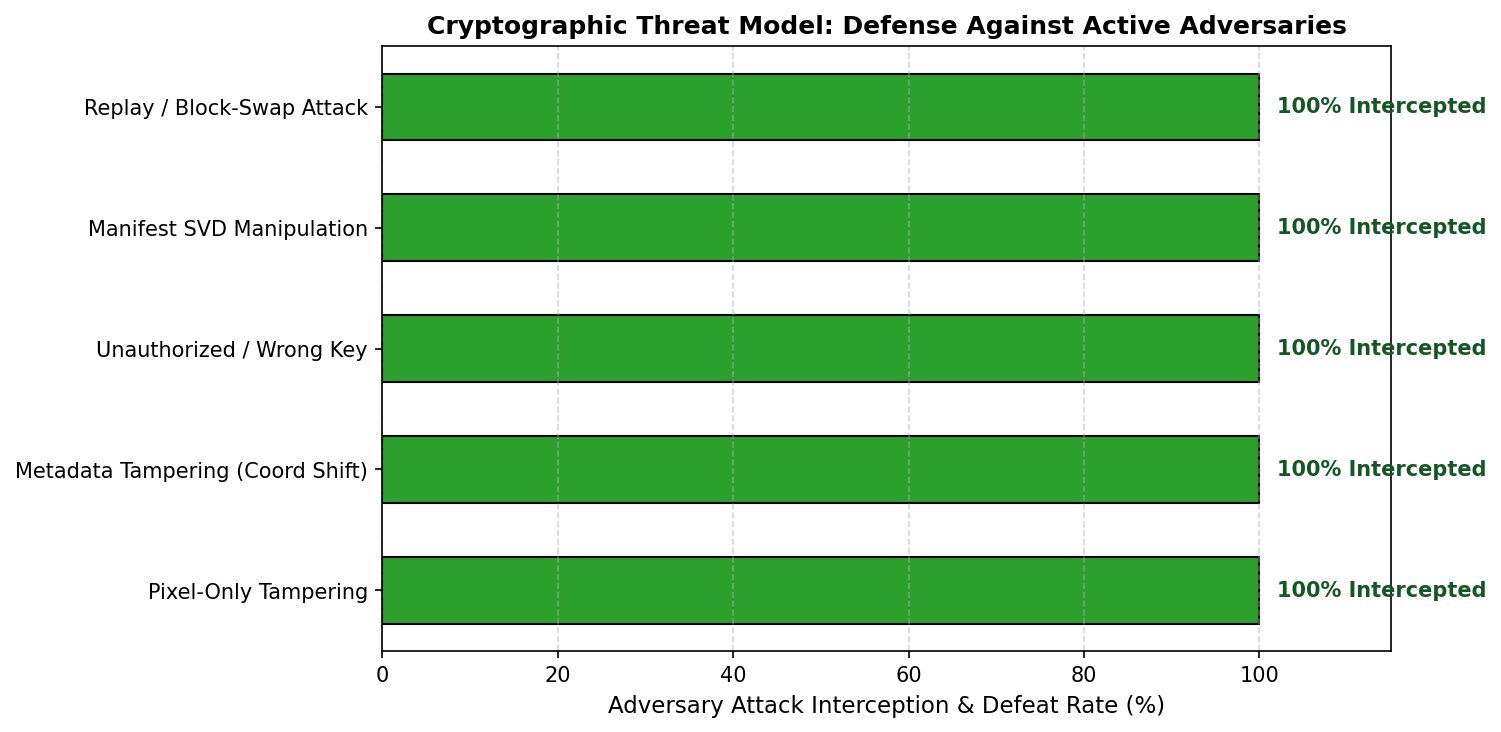 Cryptographic Threat Model: Defense Against Active Adversaries
Replay / Block-Swap Attack
100% Intercepted
Manifest SVD Manipulation
100% Intercepted
Unauthorized / Wrong Key
100% Intercepted
Metadata Tampering (Coord Shift)
100% Intercepted
Pixel-Only Tampering
100% Intercepted
0 20 40 60 80 100
Adversary Attack Interception & Defeat Rate (%)